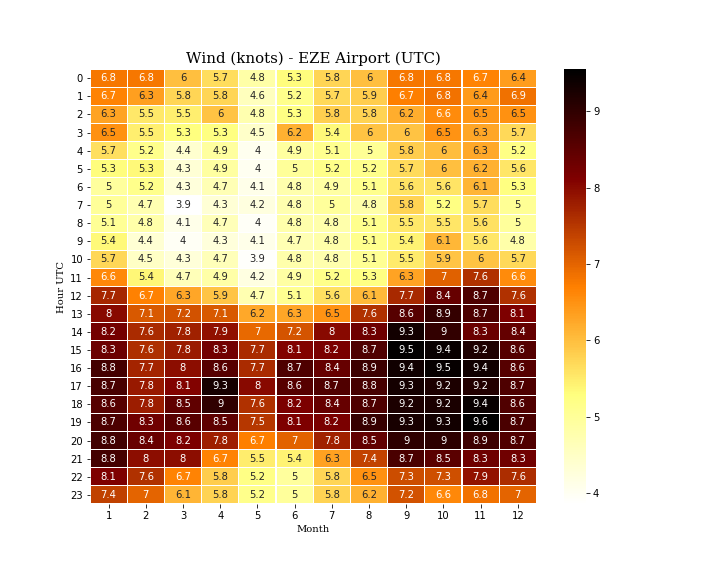 Wind (knots) - EZE Airport (UTC)
0 6.8 6.8 6 5.7 4.8 5.3 5.8 6 6.8 6.8 6.7 6.4
1 6.7 6.3 5.8 5.8 4.6 5.2 5.7 5.9 6.7 6.8 6.4 6.9
2 6.3 5.5 5.5 6 4.8 5.3 5.8 5.8 6.2 6.6 6.5 6.5
3 6.5 5.5 5.3 5.3 4.5 6.2 5.4 6 6 6.5 6.3 5.7
4 5.7 5.2 4.4 4.9 4 4.9 5.1 5 5.8 6 6.3 5.2
5 5.3 5.3 4.3 4.9 4 5 5.2 5.2 5.7 6 6.2 5.6
6 5 5.2 4.3 4.7 4.1 4.8 4.9 5.1 5.6 5.6 6.1 5.3
7 5 4.7 3.9 4.3 4.2 4.8 5 4.8 5.8 5.2 5.7 5
8 5.1 4.8 4.1 4.7 4 4.8 4.8 5.1 5.5 5.5 5.6 5
9 5.4 4.4 4 4.3 4.1 4.7 4.8 5.1 5.4 6.1 5.6 4.8
10 5.7 4.5 4.3 4.7 3.9 4.8 4.8 5.1 5.5 5.9 6 5.7
11 6.6 5.4 4.7 4.9 4.2 4.9 5.2 5.3 6.3 7 7.6 6.6
12 7.7 6.7 6.3 5.9 4.7 5.1 5.6 6.1 7.7 8.4 8.7 7.6
13 8 7.1 7.2 7.1 6.2 6.3 6.5 7.6 8.6 8.9 8.7 8.1
14 8.2 7.6 7.8 7.9 7 7.2 8 8.3 9.3 9 8.3 8.4
15 8.3 7.6 7.8 8.3 7.7 8.1 8.2 8.7 9.5 9.4 9.2 8.6
16 8.8 7.7 8 8.6 7.7 8.7 8.4 8.9 9.4 9.5 9.4 8.6
17 8.7 7.8 8.1 9.3 8 8.6 8.7 8.8 9.3 9.2 9.2 8.7
18 8.6 7.8 8.5 9 7.6 8.2 8.4 8.7 9.2 9.2 9.4 8.6
19 8.7 8.3 8.6 8.5 7.5 8.1 8.2 8.9 9.3 9.3 9.6 8.7
20 8.8 8.4 8.2 7.8 6.7 7 7.8 8.5 9 9 8.9 8.7
21 8.8 8 8 6.7 5.5 5.4 6.3 7.4 8.7 8.5 8.3 8.3
22 8.1 7.6 6.7 5.8 5.2 5 5.8 6.5 7.3 7.3 7.9 7.6
23 7.4 7 6.1 5.8 5.2 5 5.8 6.2 7.2 6.6 6.8 7
1 2 3 4 5 6 7 8 9 10 11 12
Month
Hour UTC
9
8
7
6
5
4